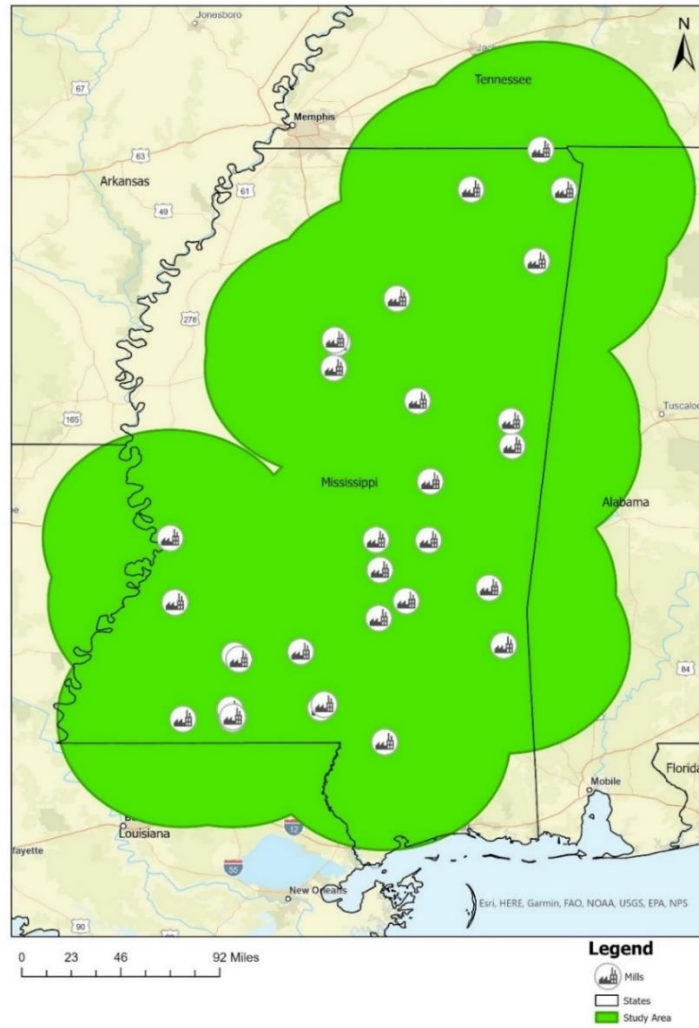 Jonesboro
N
67
Tennessee
Memphis
63
Arkansas
61
49
278
165
Tuscaloo
Mississippi
Alabama
84
Mobile
Florida
Louisiana
12
fayette
55
New Orleans
Esri, HERE, Garmin, FAO, NOAA, USGS, EPA, NPS
90
0 23 46 92 Miles
Legend
Mills
States
Study Area